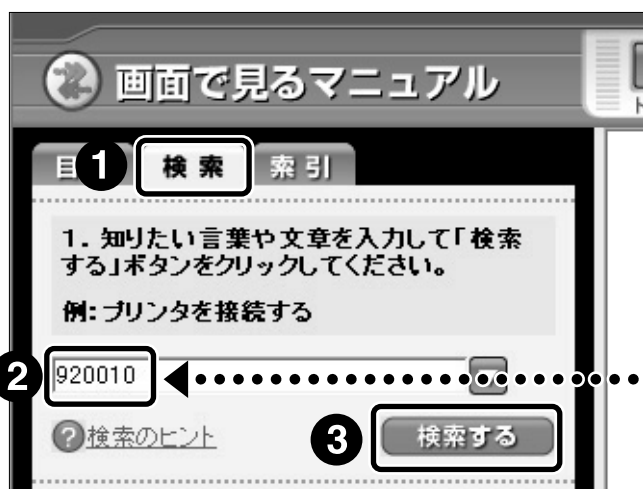 画面で見るマニュアル
目
1
検索
索引
1. 知りたい言葉や文章を入力して「検索
する」ボタンをクリックしてください。
例: プリンタを接続する
2
920010
?検索のヒント
3
検索する